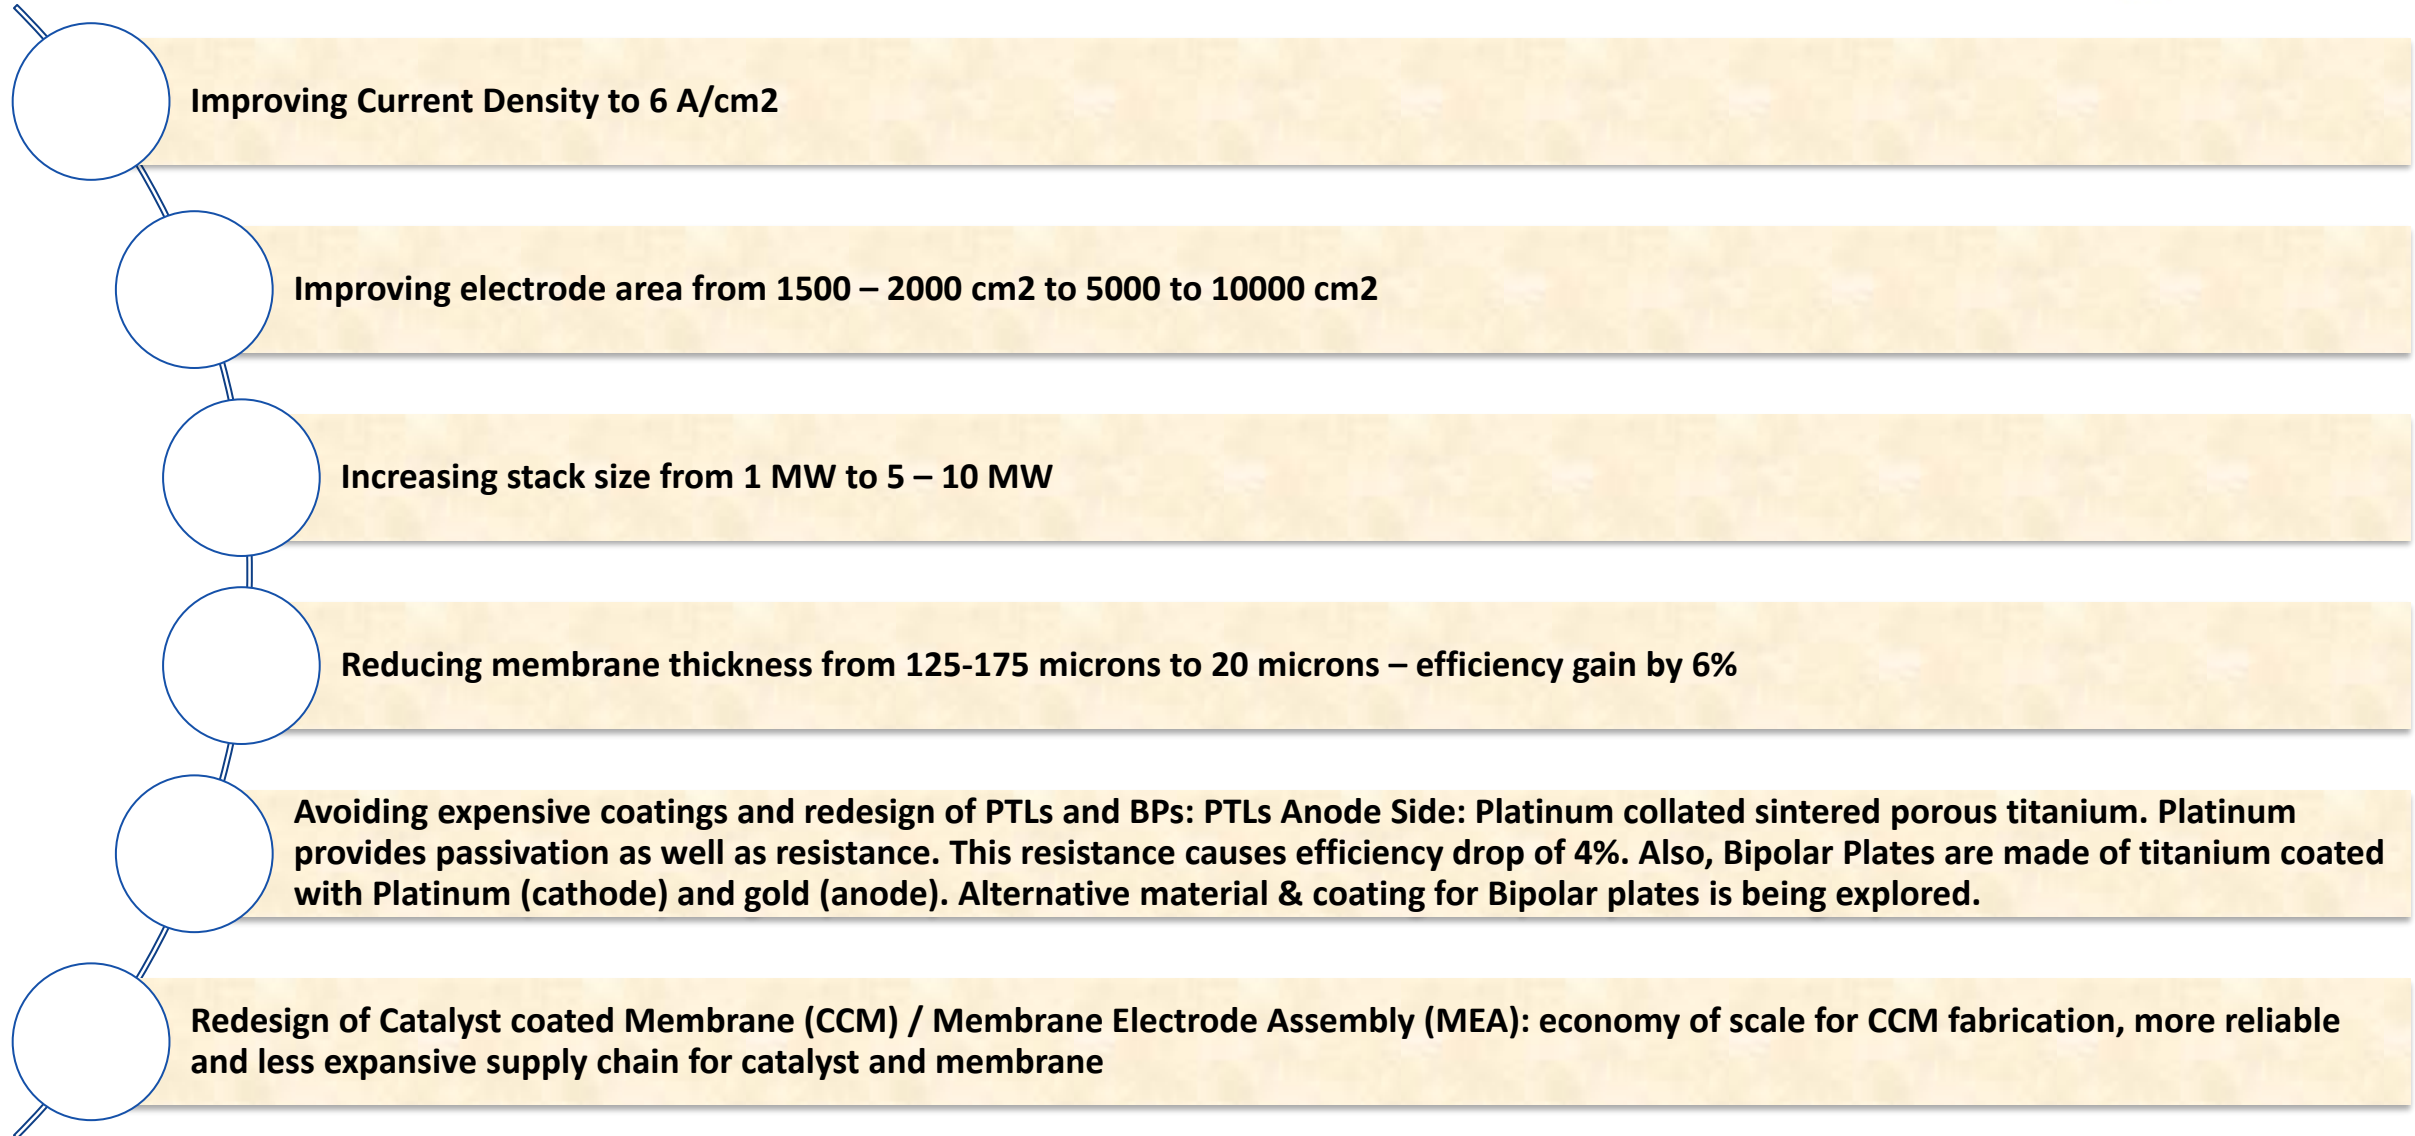 Improving Current Density to 6 A/cm2
Improving electrode area from 1500 – 2000 cm2 to 5000 to 10000 cm2
Increasing stack size from 1 MW to 5 – 10 MW
Reducing membrane thickness from 125-175 microns to 20 microns – efficiency gain by 6%
Avoiding expensive coatings and redesign of PTLs and BPs: PTLs Anode Side: Platinum collated sintered porous titanium. Platinum
provides passivation as well as resistance. This resistance causes efficiency drop of 4%. Also, Bipolar Plates are made of titanium coated
with Platinum (cathode) and gold (anode). Alternative material & coating for Bipolar plates is being explored.
Redesign of Catalyst coated Membrane (CCM) / Membrane Electrode Assembly (MEA): economy of scale for CCM fabrication, more reliable
and less expansive supply chain for catalyst and membrane